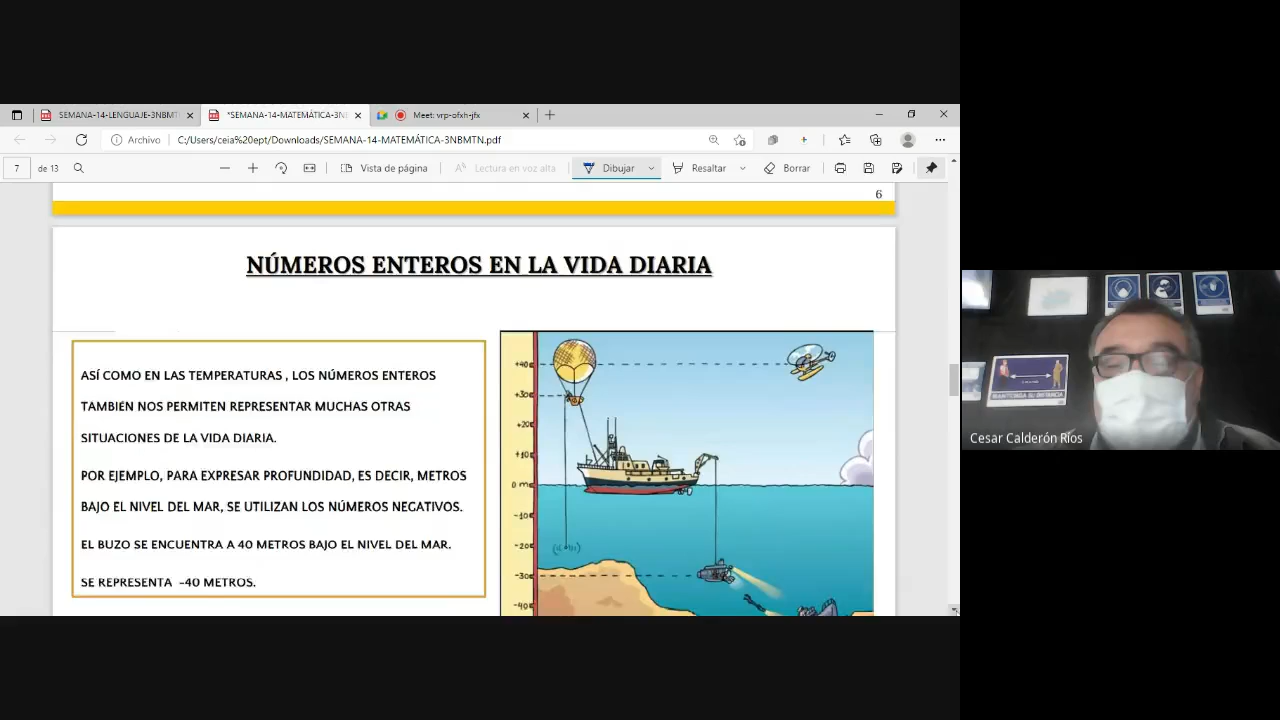 SEMANA-14-LENGUAJE-3NBMT
*SEMANA-14-MATEMÁTICA-3N
Meet: vrp-ofxh-jfx
Archivo
C:/Users/ceia%20ept/Downloads/SEMANA-14-MATEMÁTICA-3NBMTN.pdf
7 de 13
Vista de página
Lectura en voz alta
Dibujar
Resaltar
Borrar
6
NÚMEROS ENTEROS EN LA VIDA DIARIA
ASÍ COMO EN LAS TEMPERATURAS , LOS NÚMEROS ENTEROS
TAMBIÉN NOS PERMITEN REPRESENTAR MUCHAS OTRAS
SITUACIONES DE LA VIDA DIARIA.
POR EJEMPLO, PARA EXPRESAR PROFUNDIDAD, ES DECIR, METROS
BAJO EL NIVEL DEL MAR, SE UTILIZAN LOS NÚMEROS NEGATIVOS.
EL BUZO SE ENCUENTRA A 40 METROS BAJO EL NIVEL DEL MAR.
SE REPRESENTA -40 METROS.
+40
+30
+20
+10
0 m
-10
-20
-30
-40
MANTENGA SU DISTANCIA
Cesar Calderón Ríos